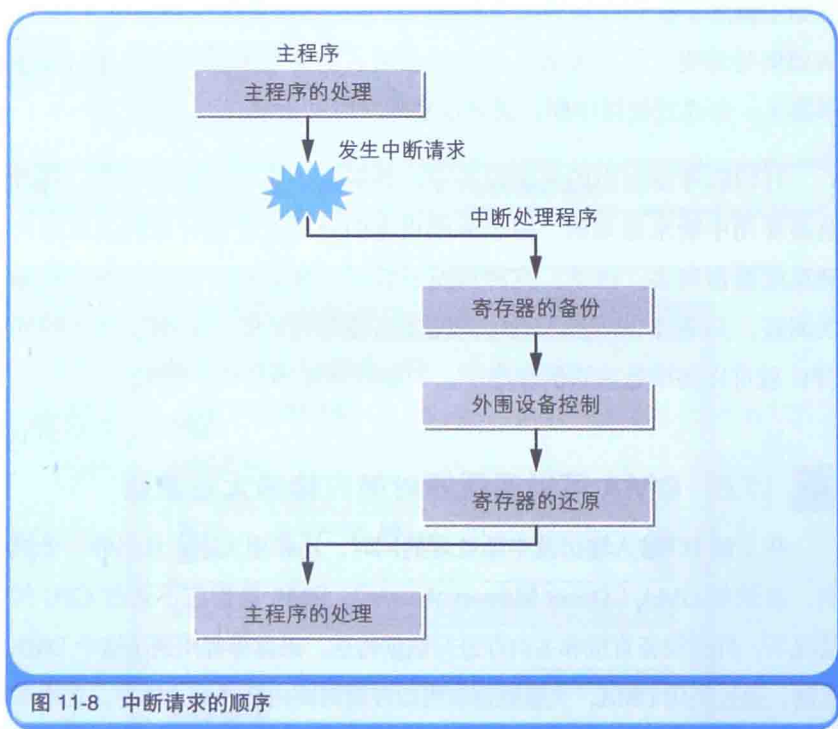 主程序
主程序的处理
发生中断请求
中断处理程序
寄存器的备份
外围设备控制
寄存器的还原
主程序的处理
图 11-8 中断请求的顺序